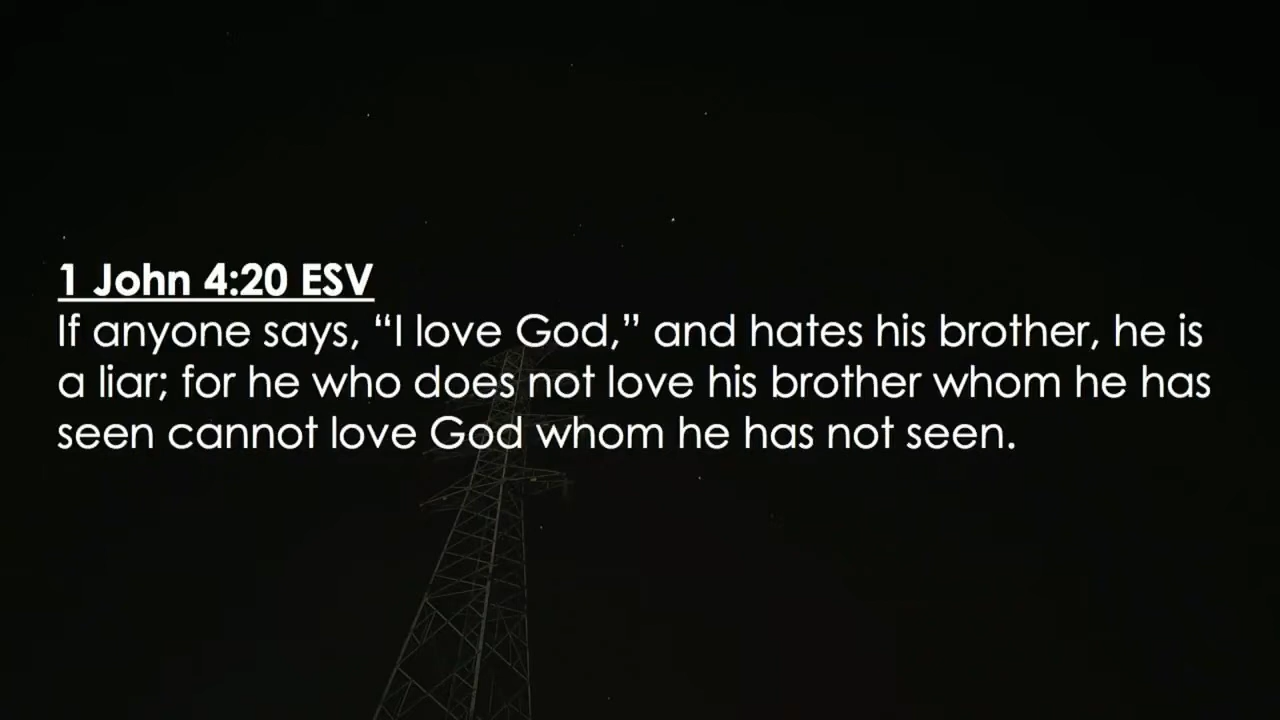 1 John 4:20 ESV
If anyone says, “I love God,” and hates his brother, he is
a liar; for he who does not love his brother whom he has
seen cannot love God whom he has not seen.